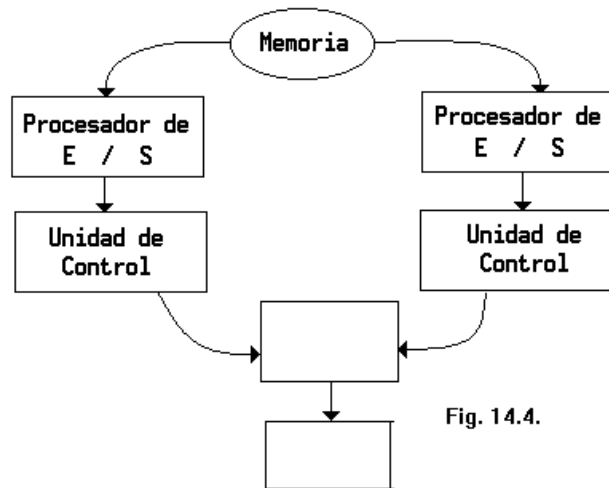 Memoria
Procesador de
E / S
Procesador de
E / S
Unidad de
Control
Unidad de
Control
Fig. 14.4.